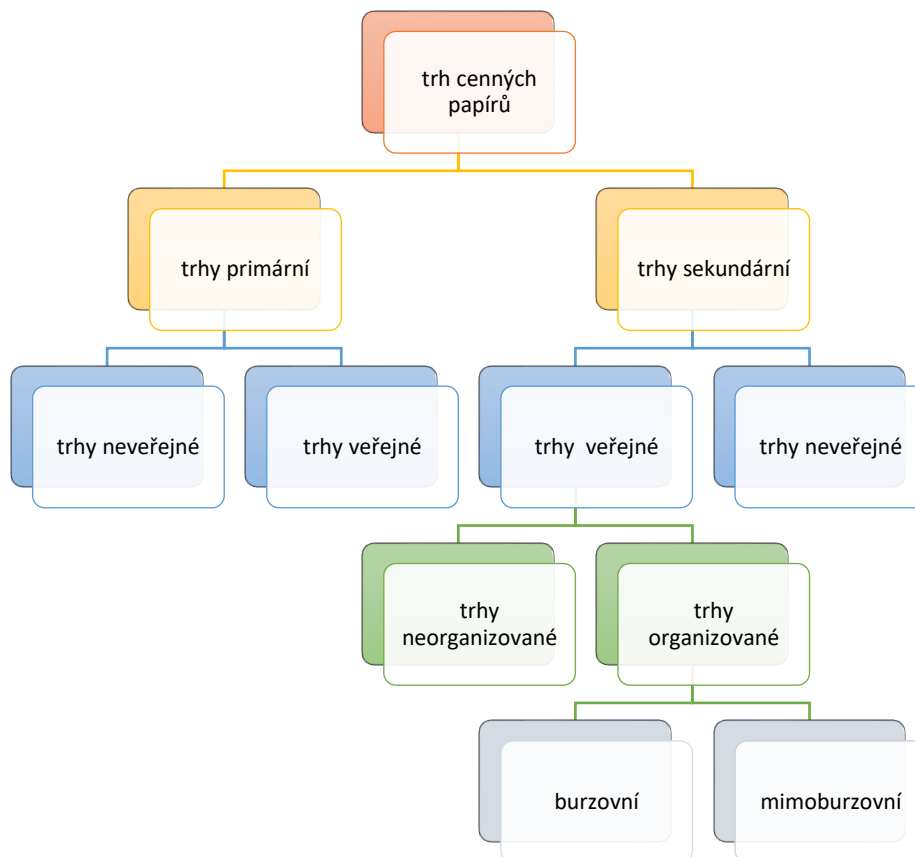 trh cenných
papírů
trhy primární
trhy sekundární
trhy neveřejné
trhy veřejné
trhy  veřejné
trhy neveřejné
trhy
neorganizované
trhy
organizované
burzovní
mimoburzovní